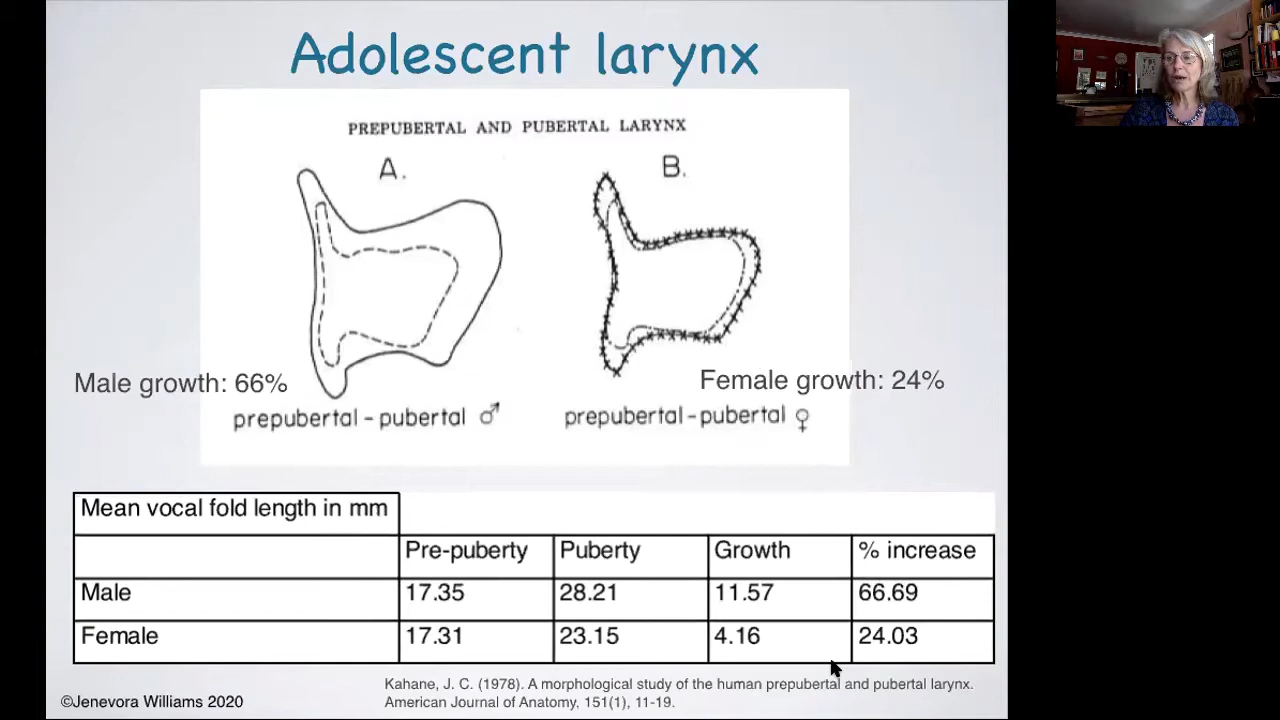 Adolescent larynx
PREPUBERTAL AND PUBERTAL LARYNX
A.
B.
Male growth: 66%
Female growth: 24%
prepubertal - pubertal ♂
prepubertal - pubertal ♀
Mean vocal fold length in mm
Pre-puberty Puberty Growth % increase
Male 17.35 28.21 11.57 66.69
Female 17.31 23.15 4.16 24.03
Kahane, J. C. (1978). A morphological study of the human prepubertal and pubertal larynx.
American Journal of Anatomy, 151(1), 11-19.
©Jenevora Williams 2020